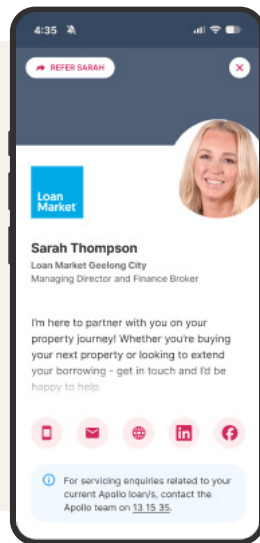 4:35
REFER SARAH
Loan
Market
Sarah Thompson
Loan Market Geelong City
Managing Director and Finance Broker
I'm here to partner with you on your
property journey! Whether you're buying
your next property or looking to extend
your borrowing - get in touch and I'd be
happy to help.
in
For servicing enquiries related to your
current Apollo loan/s, contact the
Apollo team on 13 15 35.